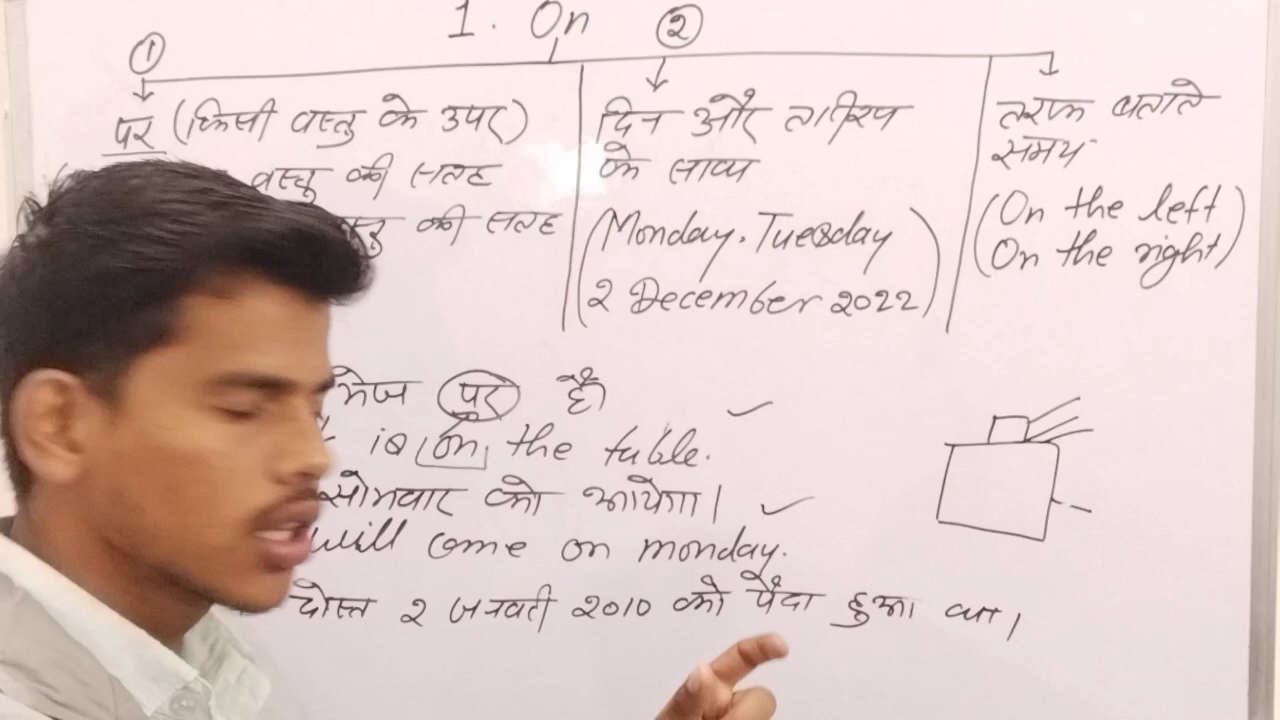 1. On
① ②
पर (किसी वस्तु के उपर)
वस्तु की सतह
की सतह
दिन और तारीख
के साथ
(Monday, Tuesday
2 December 2022)
तरफ बताते
समय
(On the left
On the right)
मेज पर है।
is on the table.
सोमवार को आयेगा।
will come on monday.
दोस्त 2 जनवरी 2010 को पैदा हुआ था।